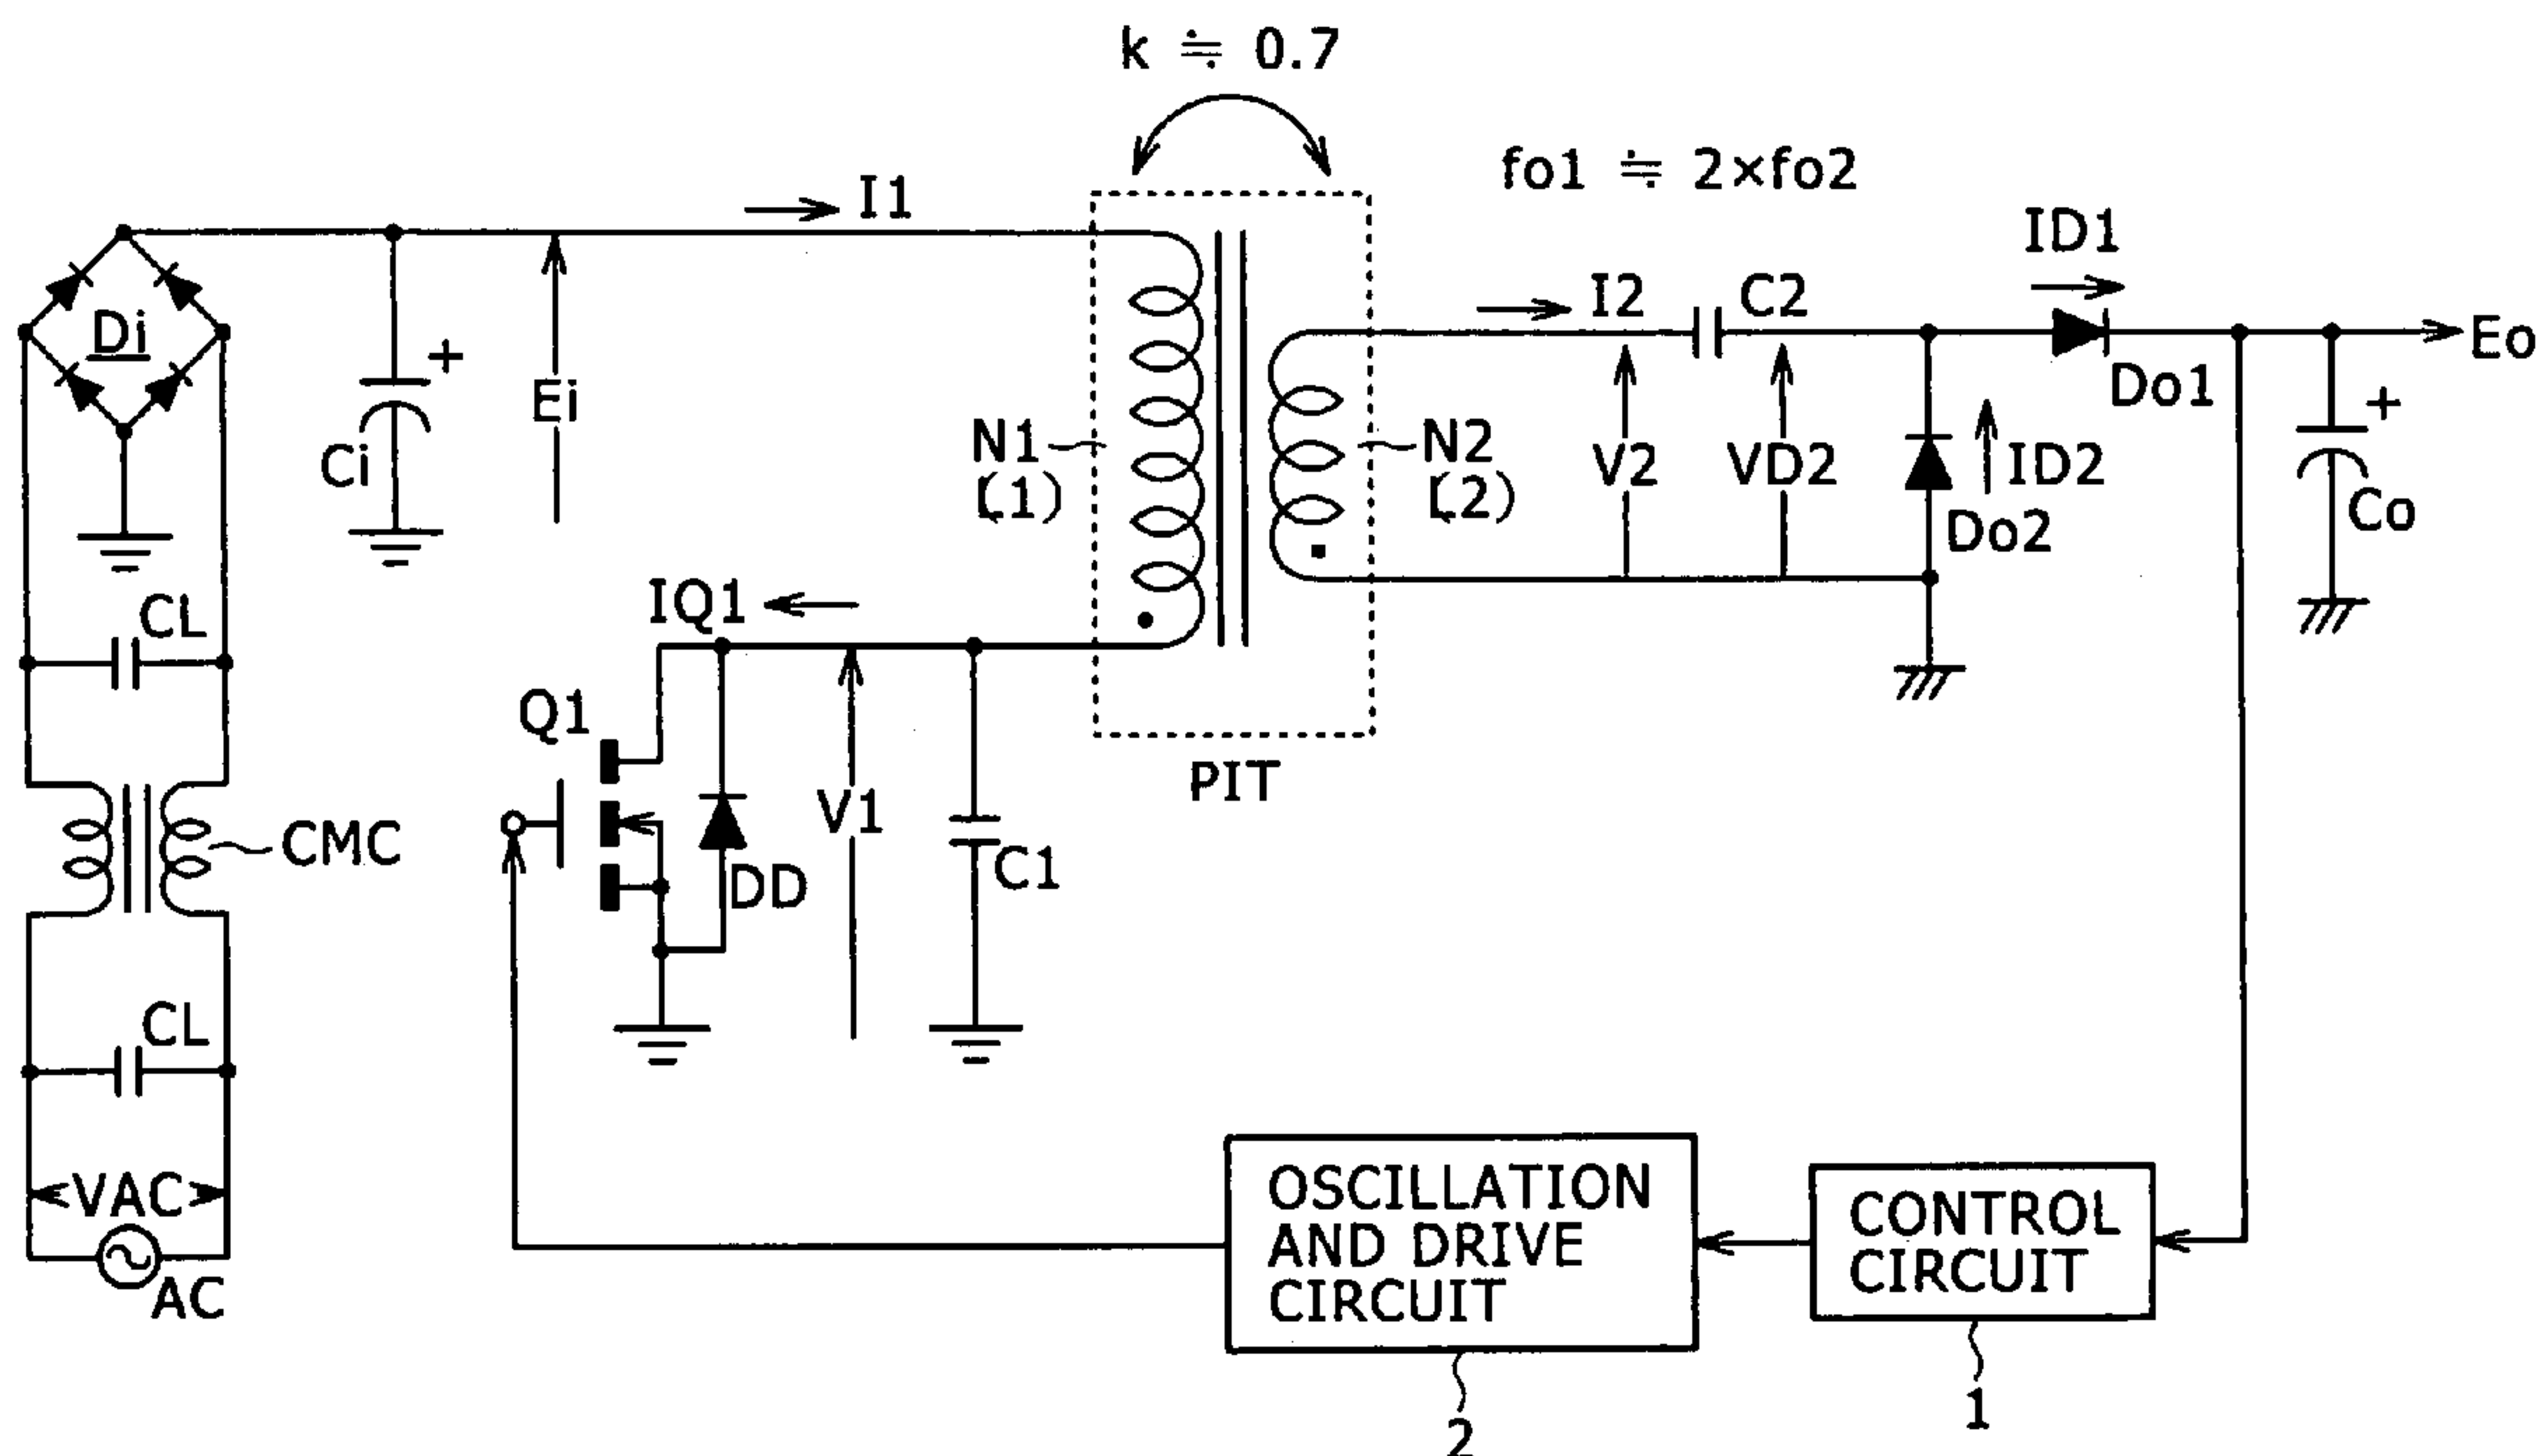 k ≒ 0.7
fo1 ≒ 2×fo2
I1
ID1
I2
C2
Eo
Di
+
Ei
Ci
N1
(L1)
N2
(L2)
V2
VD2
Do1
+
ID2
Do2
Co
IQ1
CL
Q1
PIT
V1
CMC
DD
C1
CL
VAC
AC
OSCILLATION
AND DRIVE
CIRCUIT
CONTROL
CIRCUIT
1
2